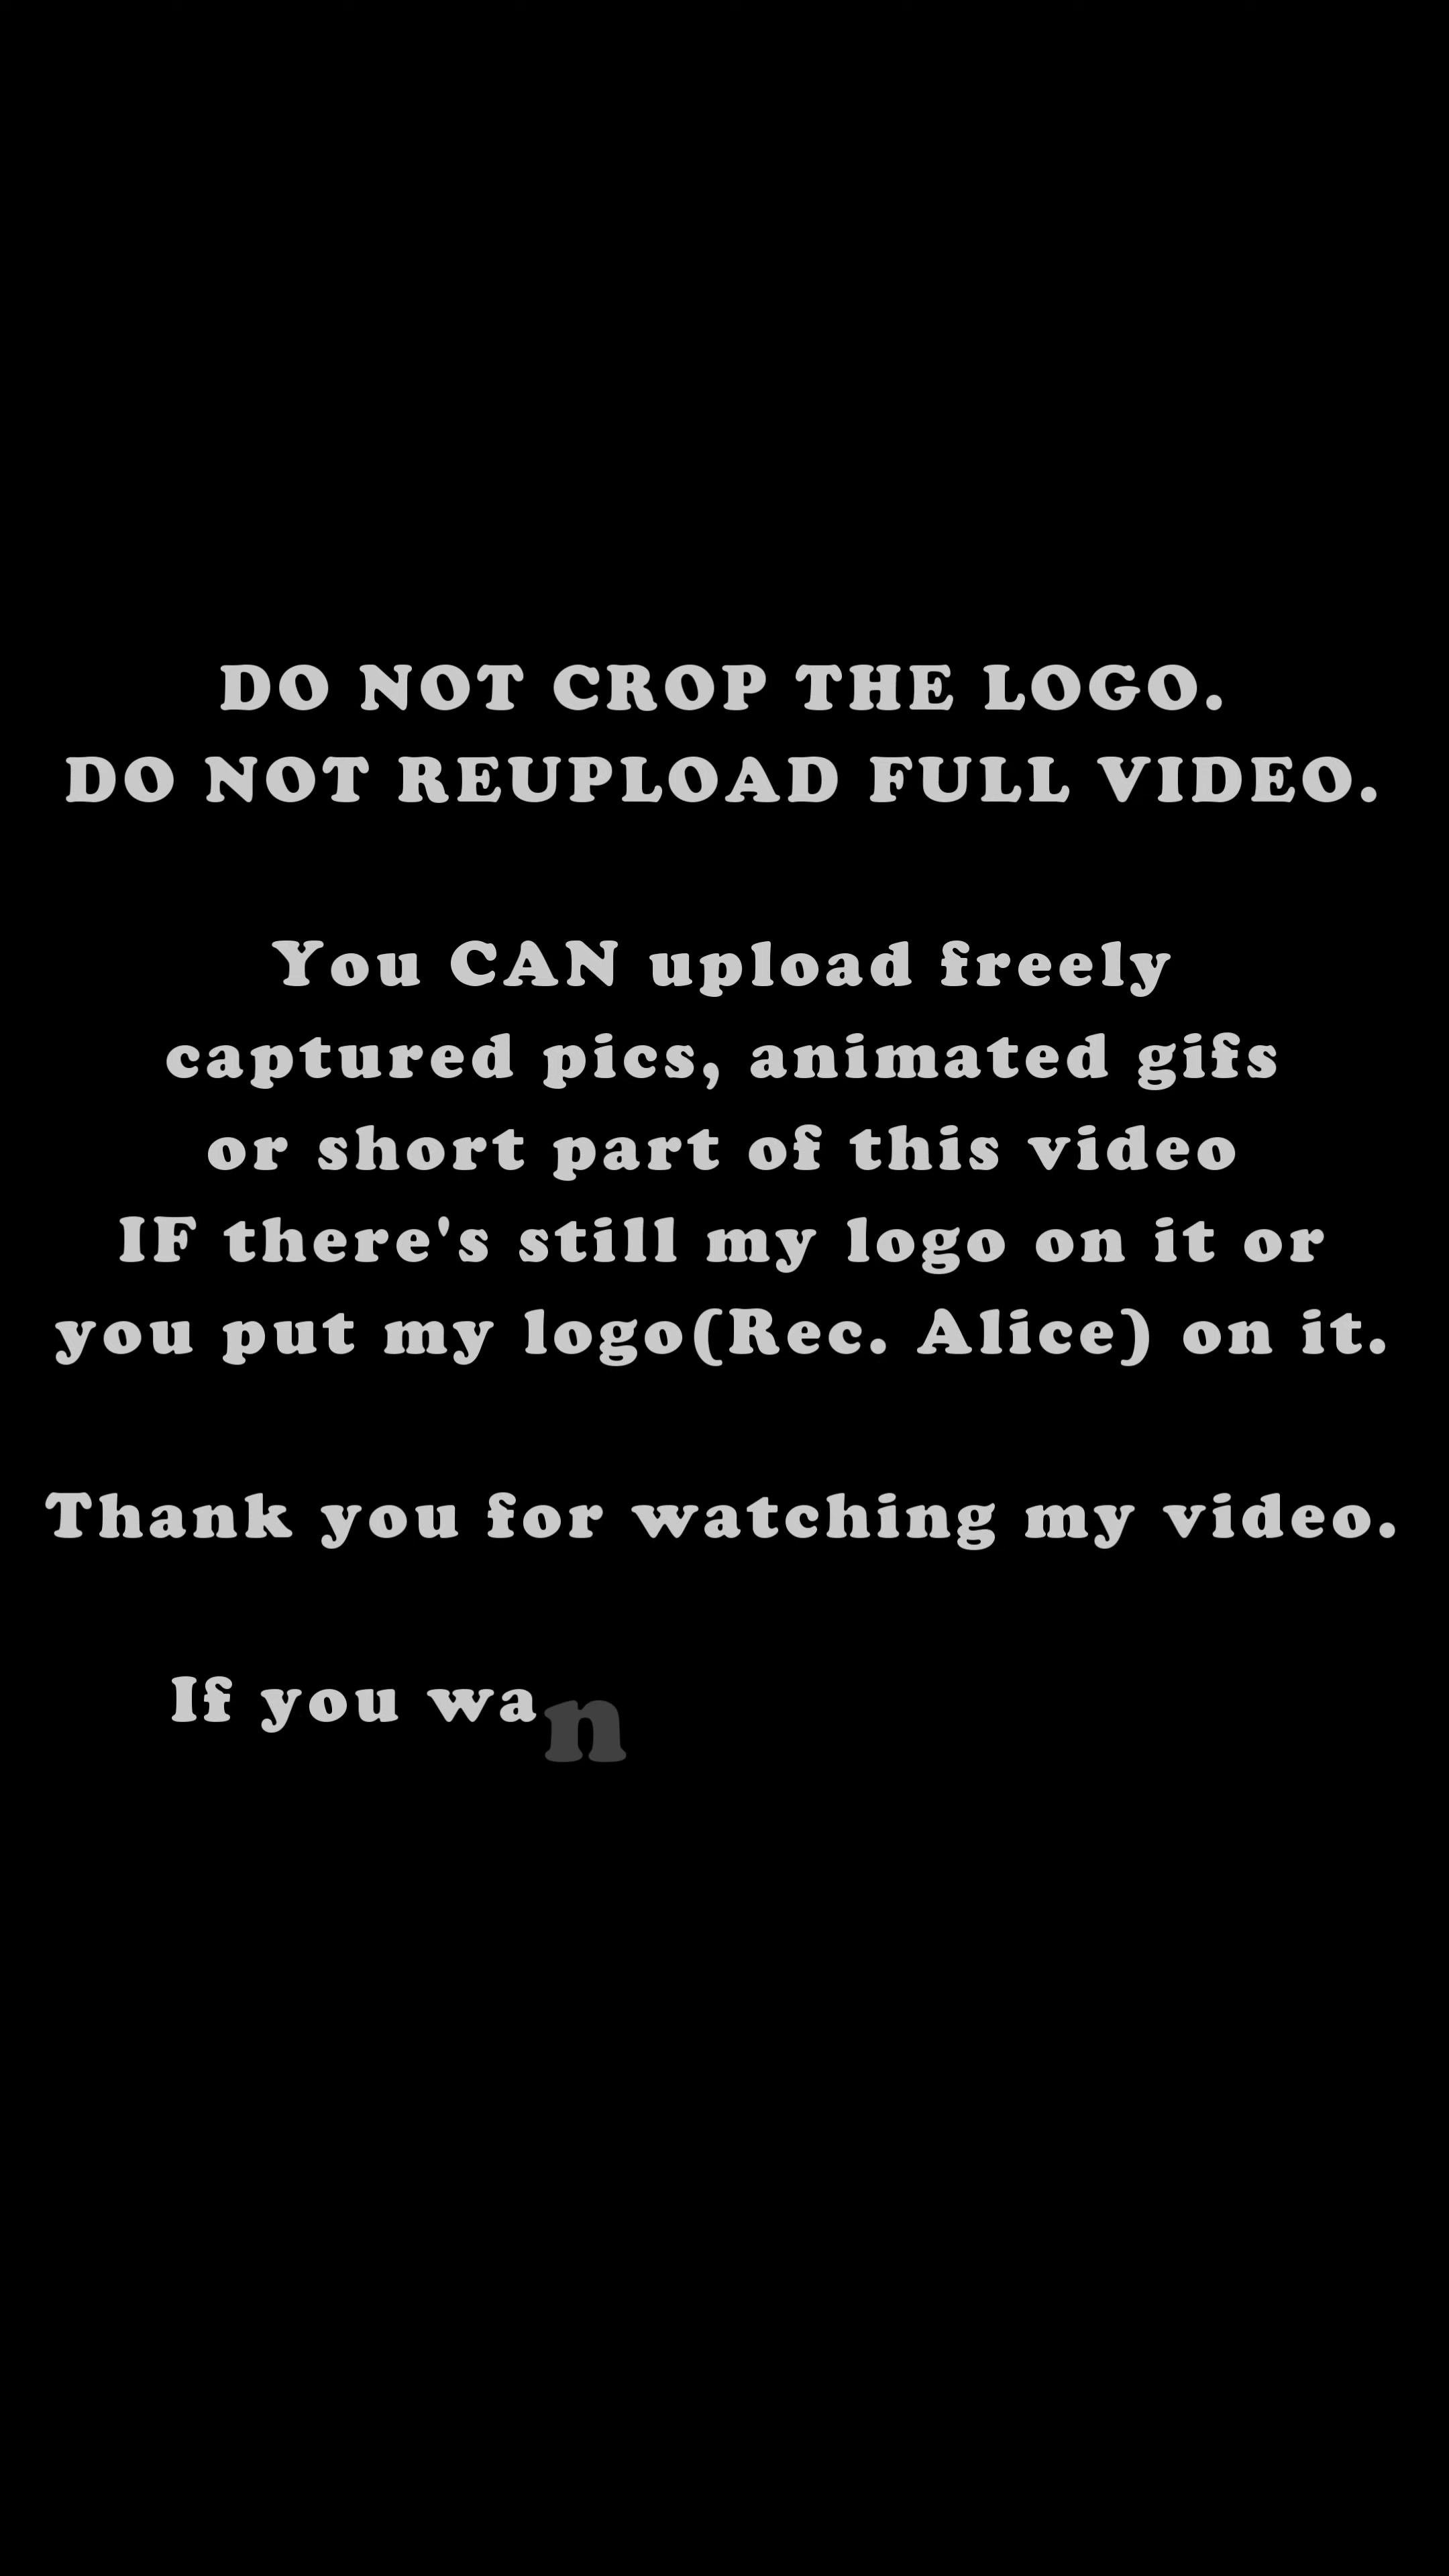 DO NOT CROP THE LOGO.
DO NOT REUPLOAD FULL VIDEO.
You CAN upload freely
captured pics, animated gifs
or short part of this video
IF there's still my logo on it or
you put my logo(Rec. Alice) on it.
Thank you for watching my video.
If you wan